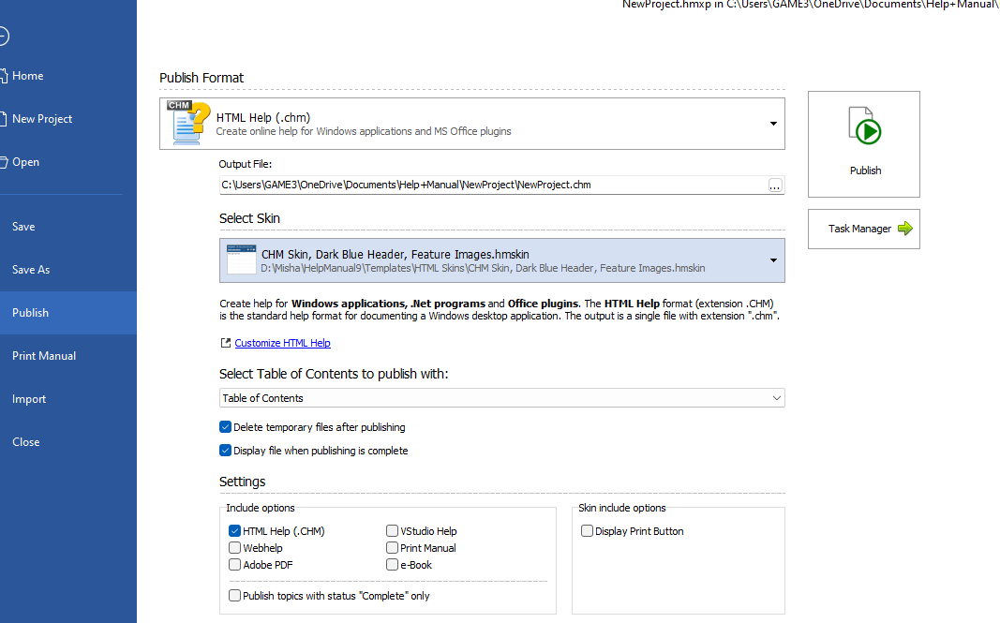 NewProject.hmxp in C:\Users\GAME3\OneDrive\Documents\Help+Manual\
Home
New Project
Open
Save
Save As
Publish
Print Manual
Import
Close
Publish Format
CHM
HTML Help (.chm)
Create online help for Windows applications and MS Office plugins
Output File:
C:\Users\GAME3\OneDrive\Documents\Help+Manual\NewProject\NewProject.chm
...
Select Skin
CHM Skin, Dark Blue Header, Feature Images.hmskin
D:\Misha\HelpManual9\Templates\HTML Skins\CHM Skin, Dark Blue Header, Feature Images.hmskin
Create help for Windows applications, .Net programs and Office plugins. The HTML Help format (extension .CHM)
is the standard help format for documenting a Windows desktop application. The output is a single file with extension ".chm".
Customize HTML Help
Select Table of Contents to publish with:
Table of Contents
Delete temporary files after publishing
Display file when publishing is complete
Settings
Include options
HTML Help (.CHM)
Webhelp
Adobe PDF
VStudio Help
Print Manual
e-Book
Publish topics with status "Complete" only
Skin include options
Display Print Button
Publish
Task Manager